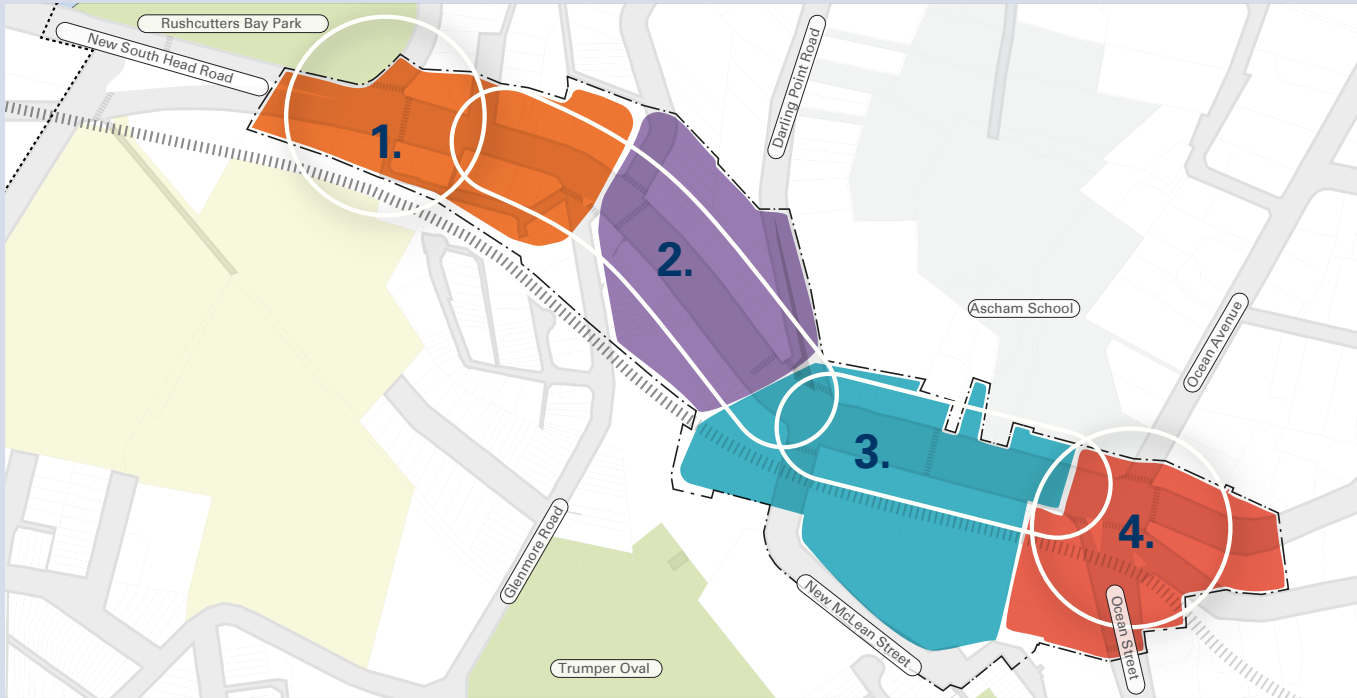 Rushcutters Bay Park
New South Head Road
Darling Point Road
1.
2.
Ascham School
Ocean Avenue
3.
4.
Glenmore Road
New McLean Street
Ocean Street
Trumper Oval